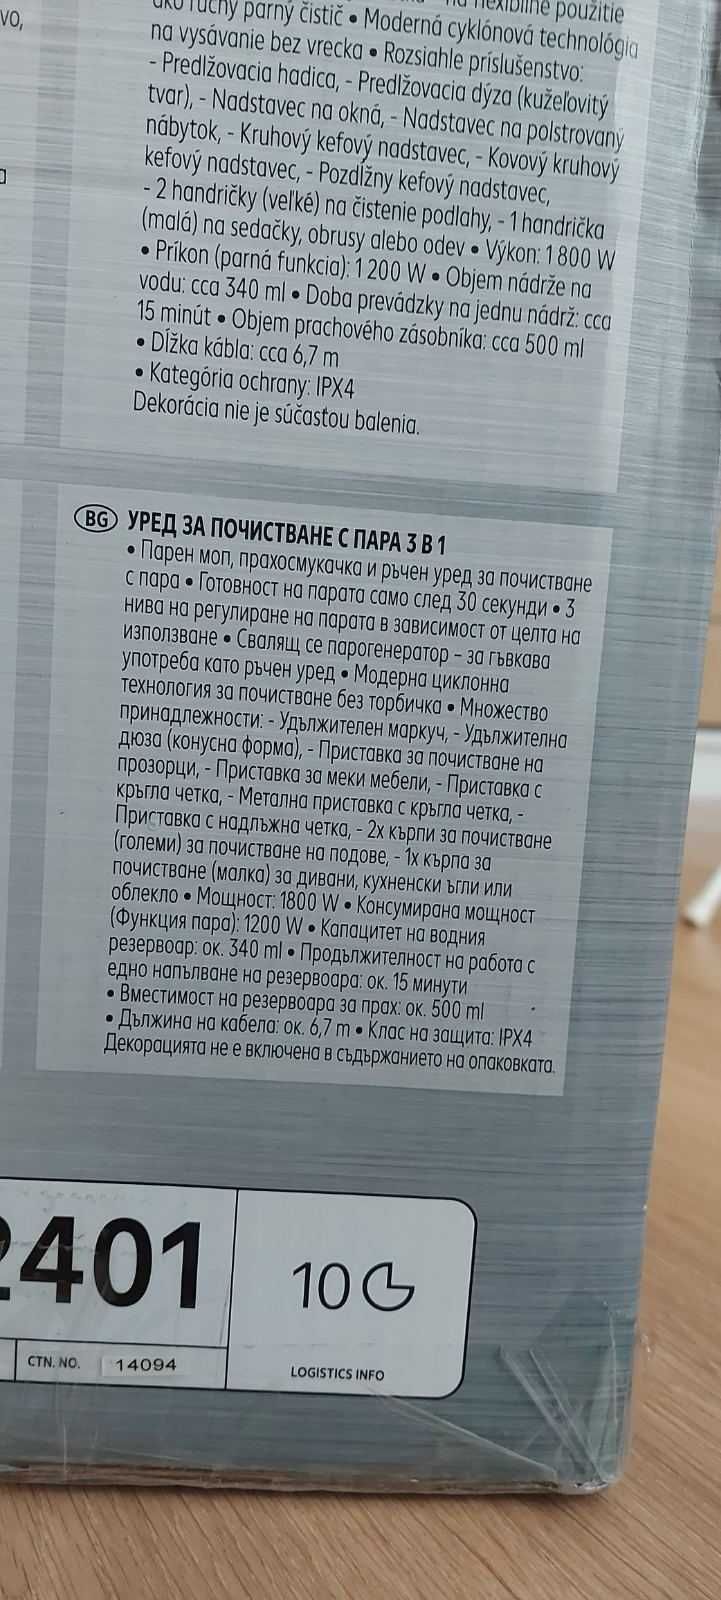 vo,
a
ako ručný parný čistič • Moderná cyklónová technológia
na vysávanie bez vrecka • Rozsiahle príslušenstvo:
- Predlžovacia hadica, - Predlžovacia dýza (kužeľovitý
tvar), - Nadstavec na okná, - Nadstavec na polstrovaný
nábytok, - Kruhový kefový nadstavec, - Kovový kruhový
kefový nadstavec, - Pozdĺžny kefový nadstavec,
- 2 handričky (veľké) na čistenie podlahy, - 1 handrička
(malá) na sedačky, obrusy alebo odev • Výkon: 1 800 W
• Príkon (parná funkcia): 1 200 W • Objem nádrže na
vodu: cca 340 ml • Doba prevádzky na jednu nádrž: cca
15 minút • Objem prachového zásobníka: cca 500 ml
• Dĺžka kábla: cca 6,7 m
• Kategória ochrany: IPX4
Dekorácia nie je súčasťou balenia.
BG УРЕД ЗА ПОЧИСТВАНЕ С ПАРА 3 В 1
• Парен моп, прахосмукачка и ръчен уред за почистване
с пара • Готовност на парата само след 30 секунди • 3
нива на регулиране на парата в зависимост от целта на
използване • Свалящ се парогенератор – за гъвкава
употреба като ръчен уред • Модерна циклонна
технология за почистване без торбичка • Множество
принадлежности: - Удължителен маркуч, - Удължителна
дюза (конусна форма), - Приставка за почистване на
прозорци, - Приставка за меки мебели, - Приставка с
кръгла четка, - Метална приставка с кръгла четка, -
Приставка с надлъжна четка, - 2x кърпи за почистване
(големи) за почистване на подове, - 1x кърпа за
почистване (малка) за дивани, кухненски ъгли или
облекло • Мощност: 1800 W • Консумирана мощност
(Функция пара): 1200 W • Капацитет на водния
резервоар: ок. 340 ml • Продължителност на работа с
едно напълване на резервоара: ок. 15 минути
• Вместимост на резервоара за прах: ок. 500 ml
• Дължина на кабела: ок. 6,7 m • Клас на защита: IPX4
Декорацията не е включена в съдържанието на опаковката.
2401
10
CTN. NO. 14094
LOGISTICS INFO